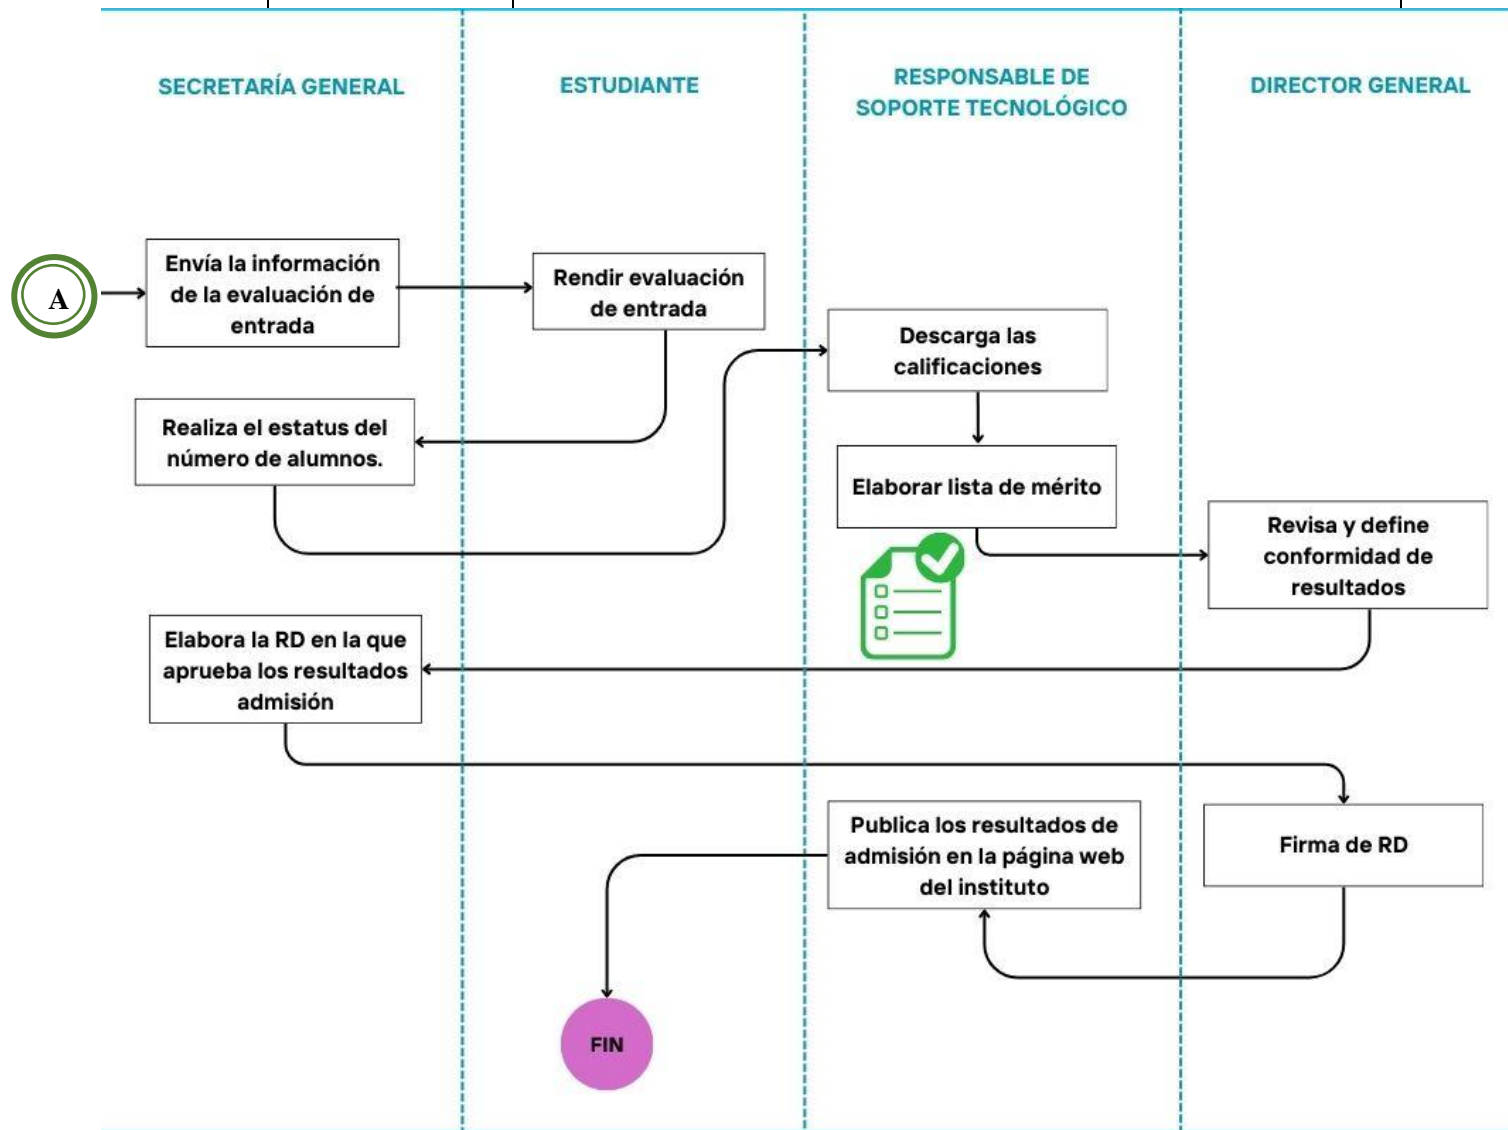 SECRETARÍA GENERAL
ESTUDIANTE
RESPONSABLE DE
SOPORTE TECNOLÓGICO
DIRECTOR GENERAL
A
Envía la información
de la evaluación de
entrada
Rendir evaluación
de entrada
Descarga las
calificaciones
Realiza el estatus del
número de alumnos.
Elaborar lista de mérito
Revisa y define
conformidad de
resultados
Elabora la RD en la que
aprueba los resultados
admisión
Publica los resultados de
admisión en la página web
del instituto
Firma de RD
FIN